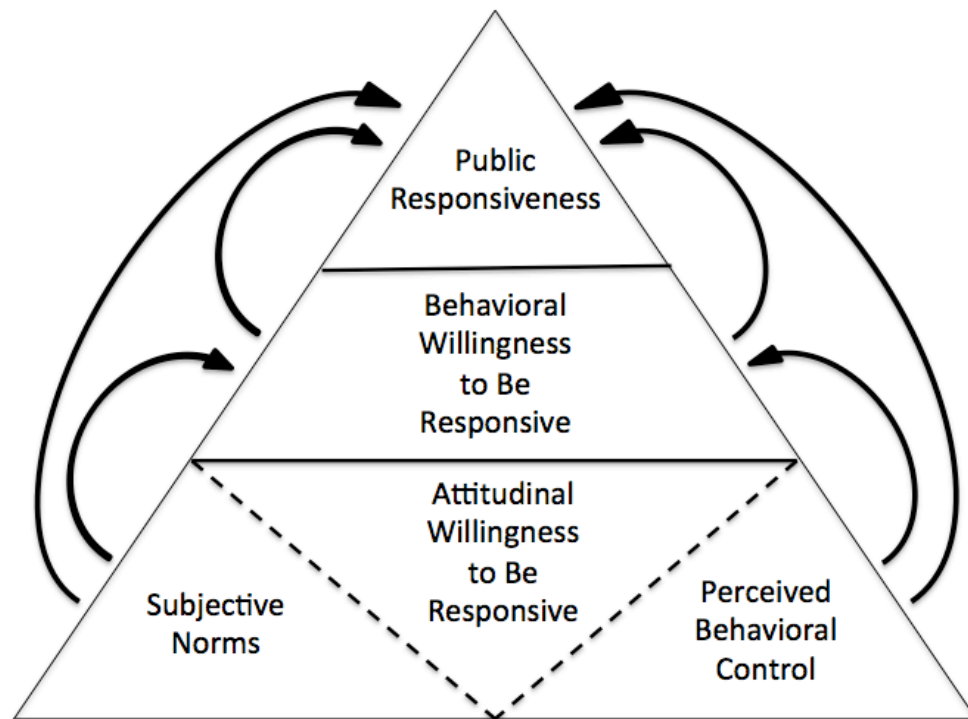 Public
Responsiveness
Behavioral
Willingness
to Be
Responsive
Attitudinal
Willingness
to Be
Responsive
Subjective
Norms
Perceived
Behavioral
Control